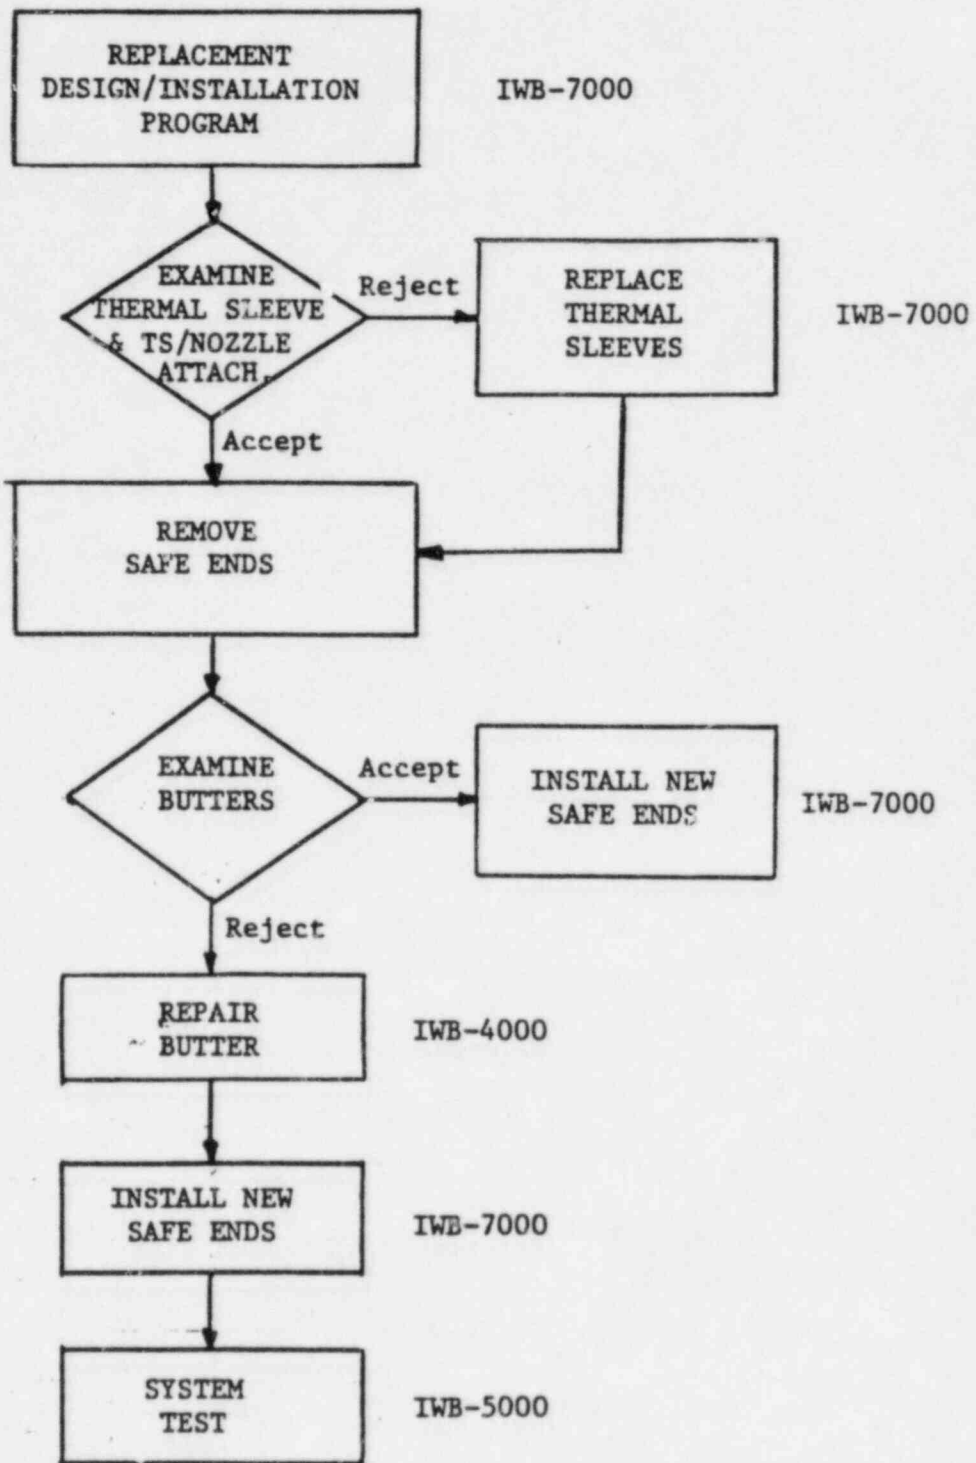 REPLACEMENT
DESIGN/INSTALLATION
PROGRAM
IWB-7000
EXAMINE
THERMAL SLEEVE
& TS/NOZZLE
ATTACH.
Reject
REPLACE
THERMAL
SLEEVES
IWB-7000
Accept
REMOVE
SAFE ENDS
EXAMINE
BUTTERS
Accept
INSTALL NEW
SAFE ENDS
IWB-7000
Reject
REPAIR
BUTTER
IWB-4000
INSTALL NEW
SAFE ENDS
IWB-7000
SYSTEM
TEST
IWB-5000